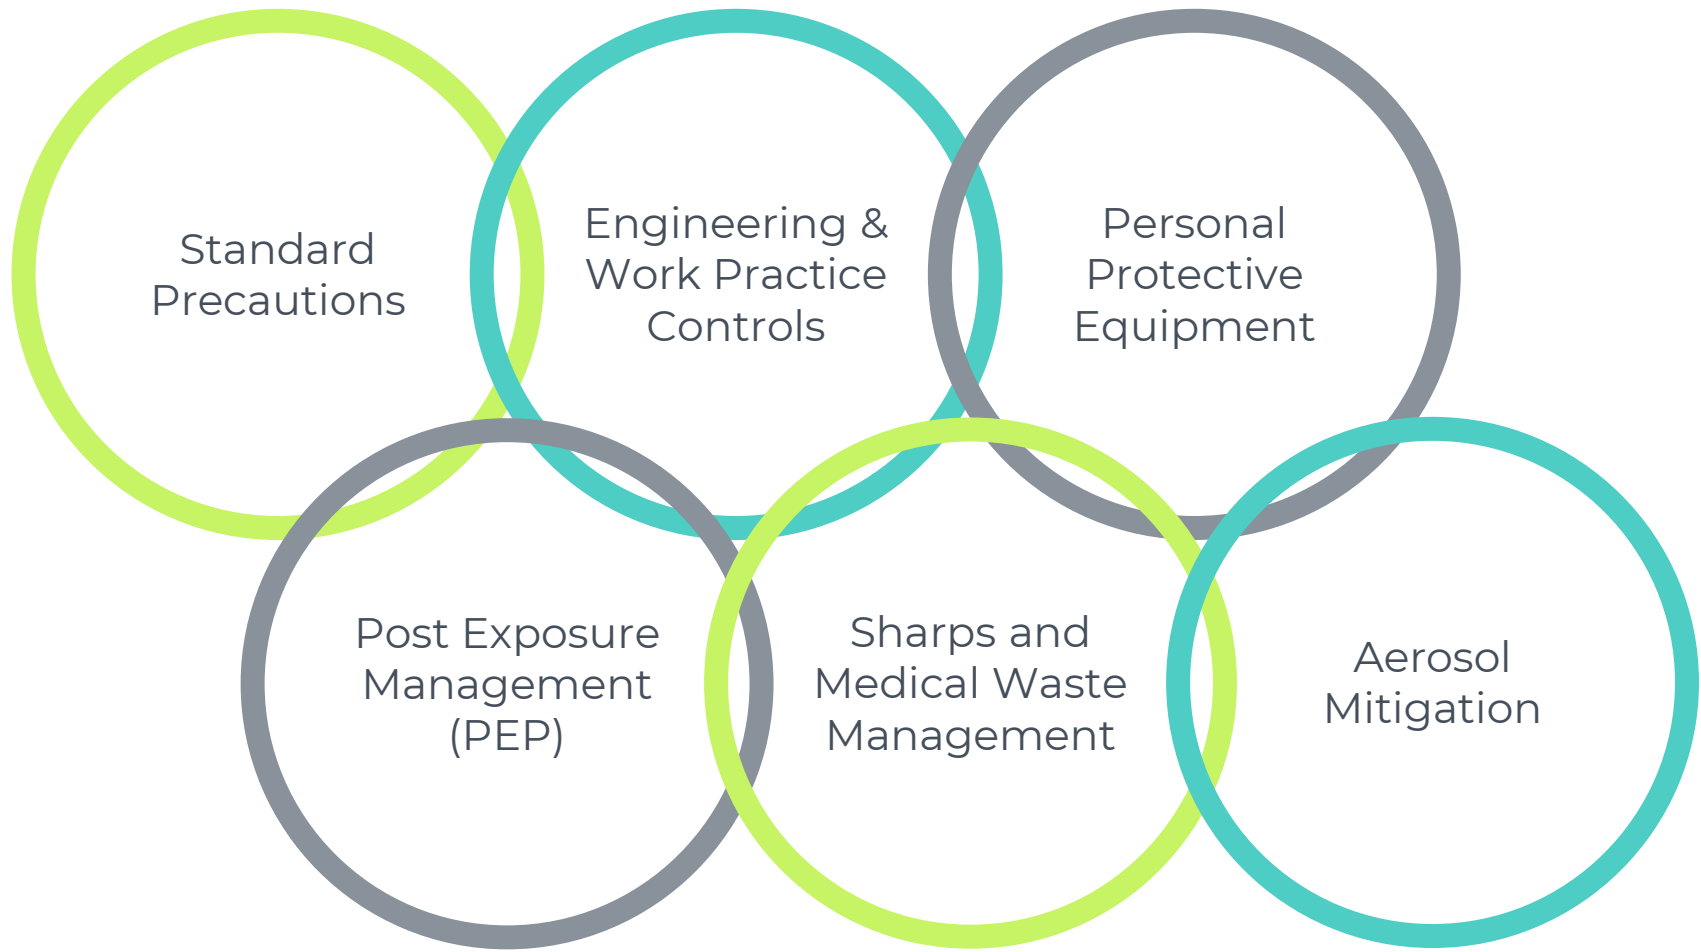 Standard
Precautions
Engineering &
Work Practice
Controls
Personal
Protective
Equipment
Post Exposure
Management
(PEP)
Sharps and
Medical Waste
Management
Aerosol
Mitigation